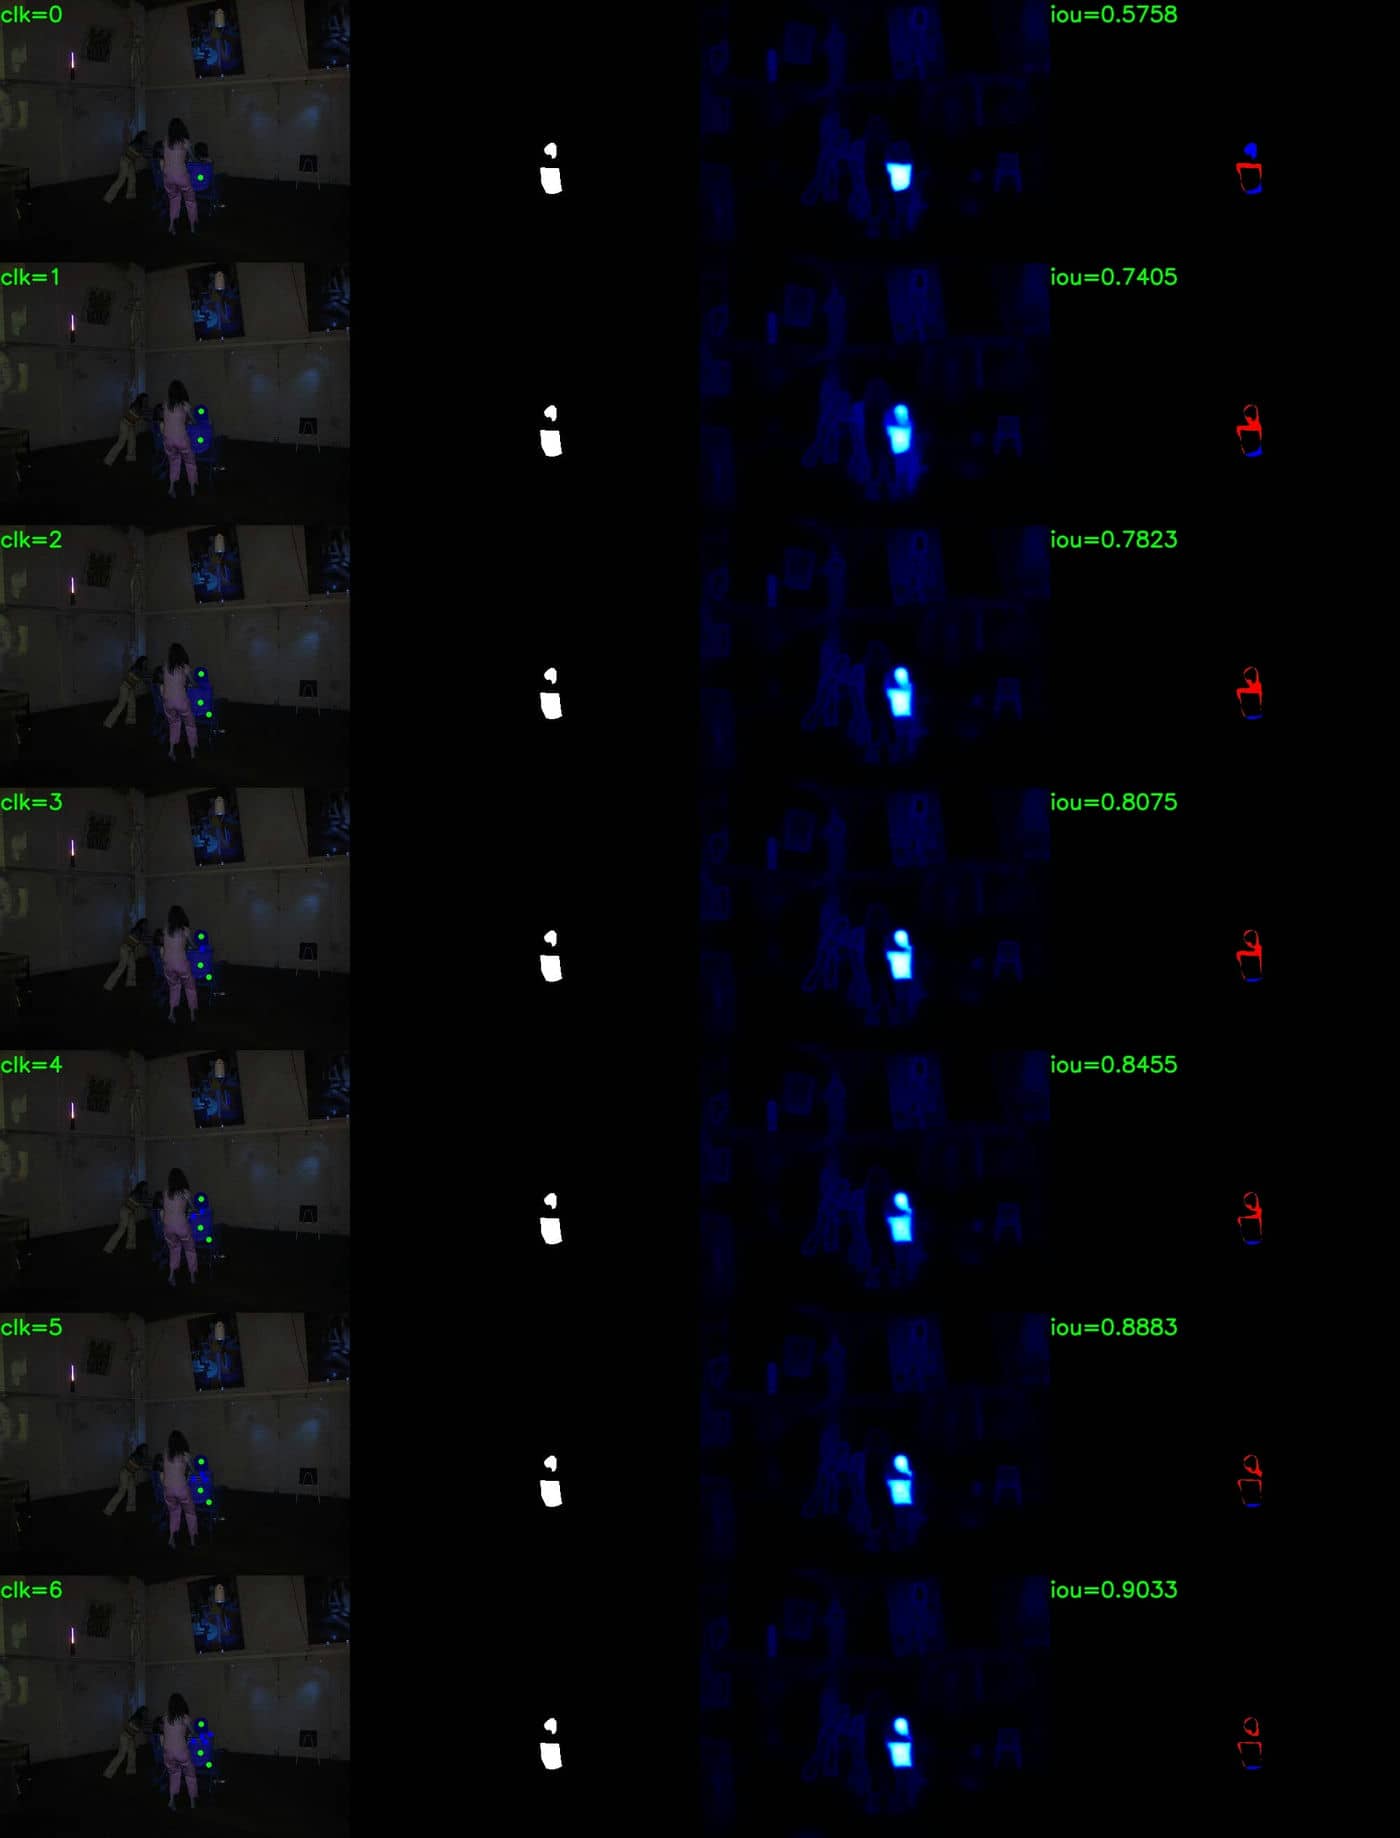 clk=0 iou=0.5758
clk=1 iou=0.7405
clk=2 iou=0.7823
clk=3 iou=0.8075
clk=4 iou=0.8455
clk=5 iou=0.8883
clk=6 iou=0.9033